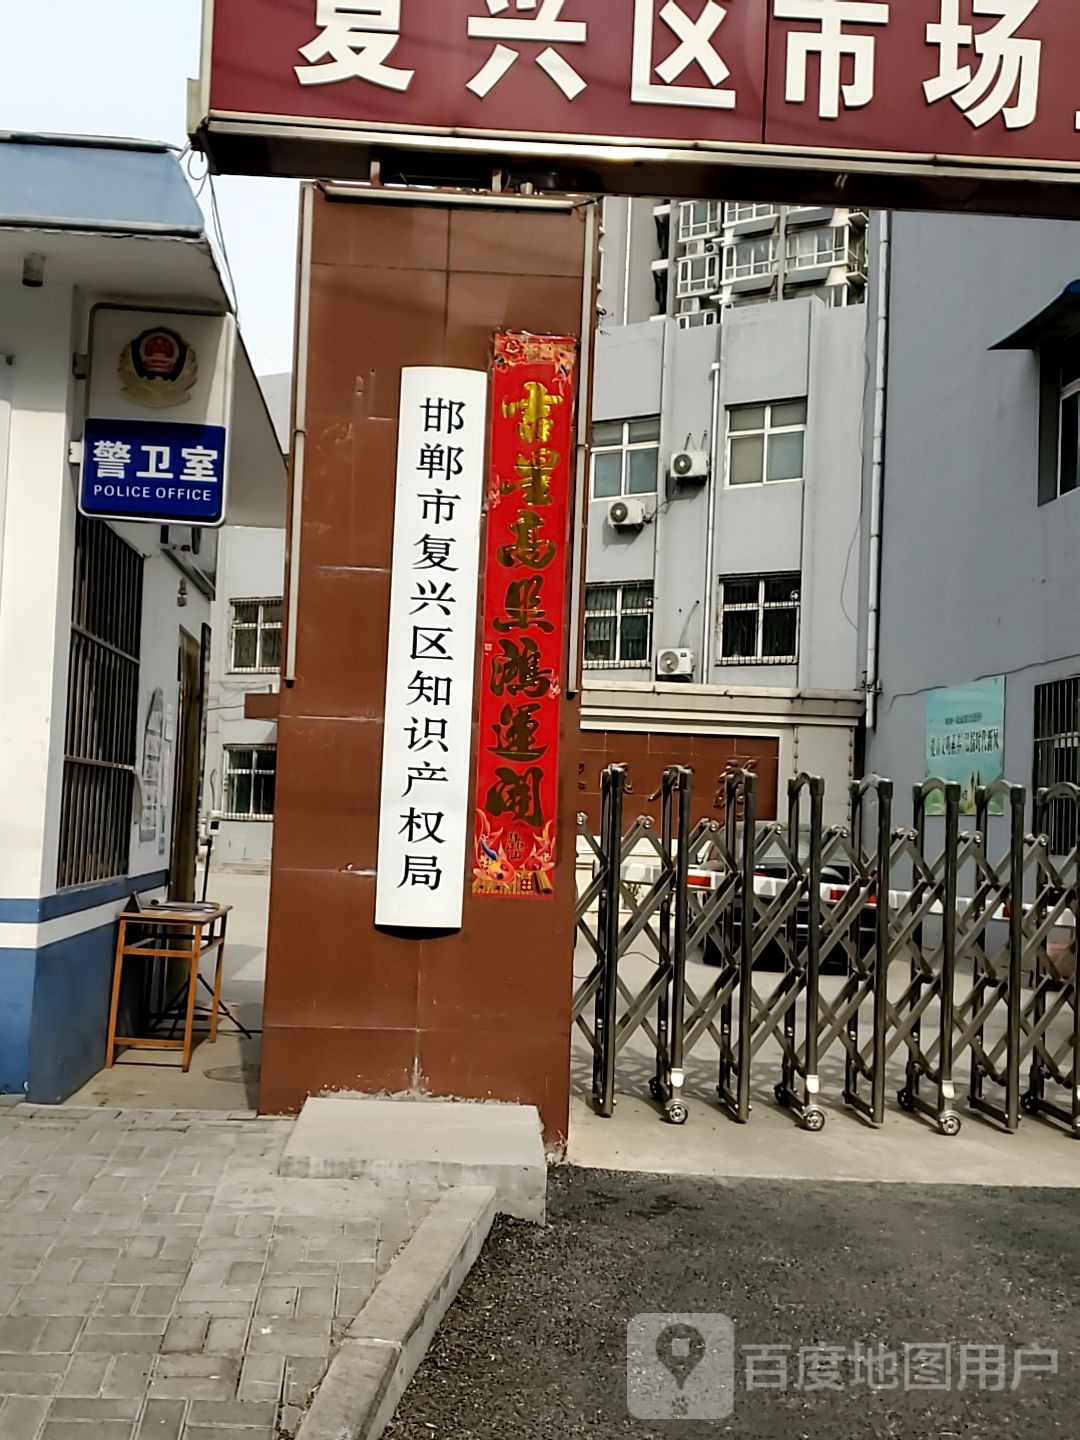 复兴区市场
警卫室
POLICE OFFICE
邯郸市复兴区知识产权局
吉星高照鸿运开
百度地图用户